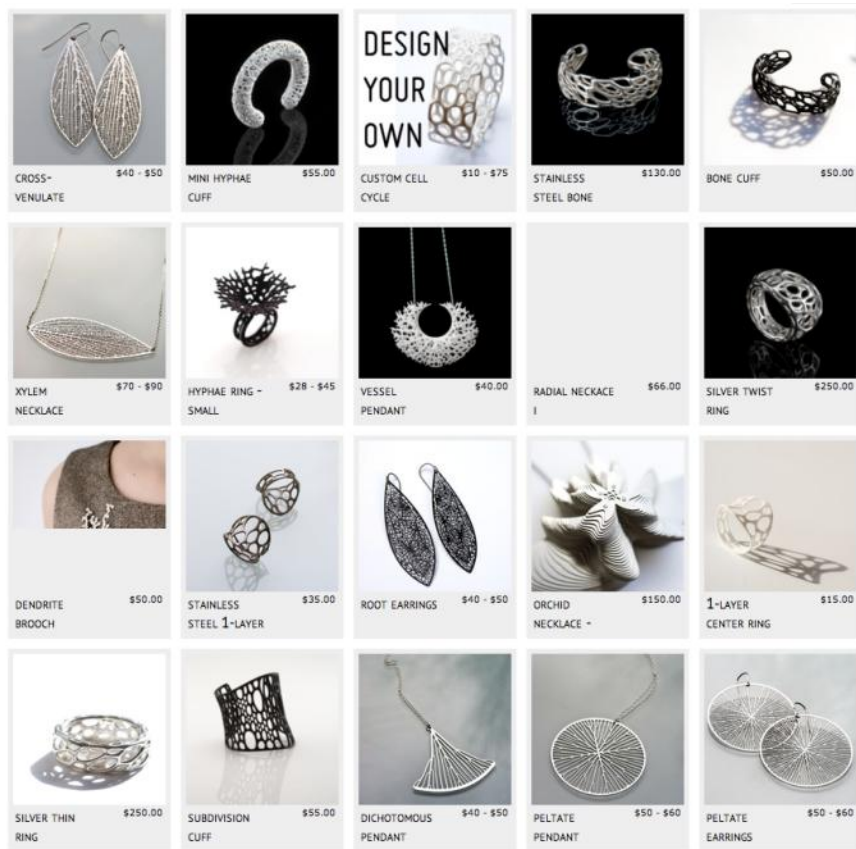 DESIGN
YOUR
OWN
CROSS- $40 - $50
VENULATE
MINI HYPHAE $55.00
CUFF
CUSTOM CELL $10 - $75
CYCLE
STAINLESS $130.00
STEEL BONE
BONE CUFF $50.00
XYLEM $70 - $90
NECKLACE
HYPHAE RING - $28 - $45
SMALL
VESSEL $40.00
PENDANT
RADIAL NECKACE $66.00
I
SILVER TWIST $250.00
RING
DENDRITE $50.00
BROOCH
STAINLESS $35.00
STEEL 1-LAYER
ROOT EARRINGS $40 - $50
ORCHID $150.00
NECKLACE -
1-LAYER $15.00
CENTER RING
SILVER THIN $250.00
RING
SUBDIVISION $55.00
CUFF
DICHOTOMOUS $40 - $50
PENDANT
PELTATE $50 - $60
PENDANT
PELTATE $50 - $60
EARRINGS